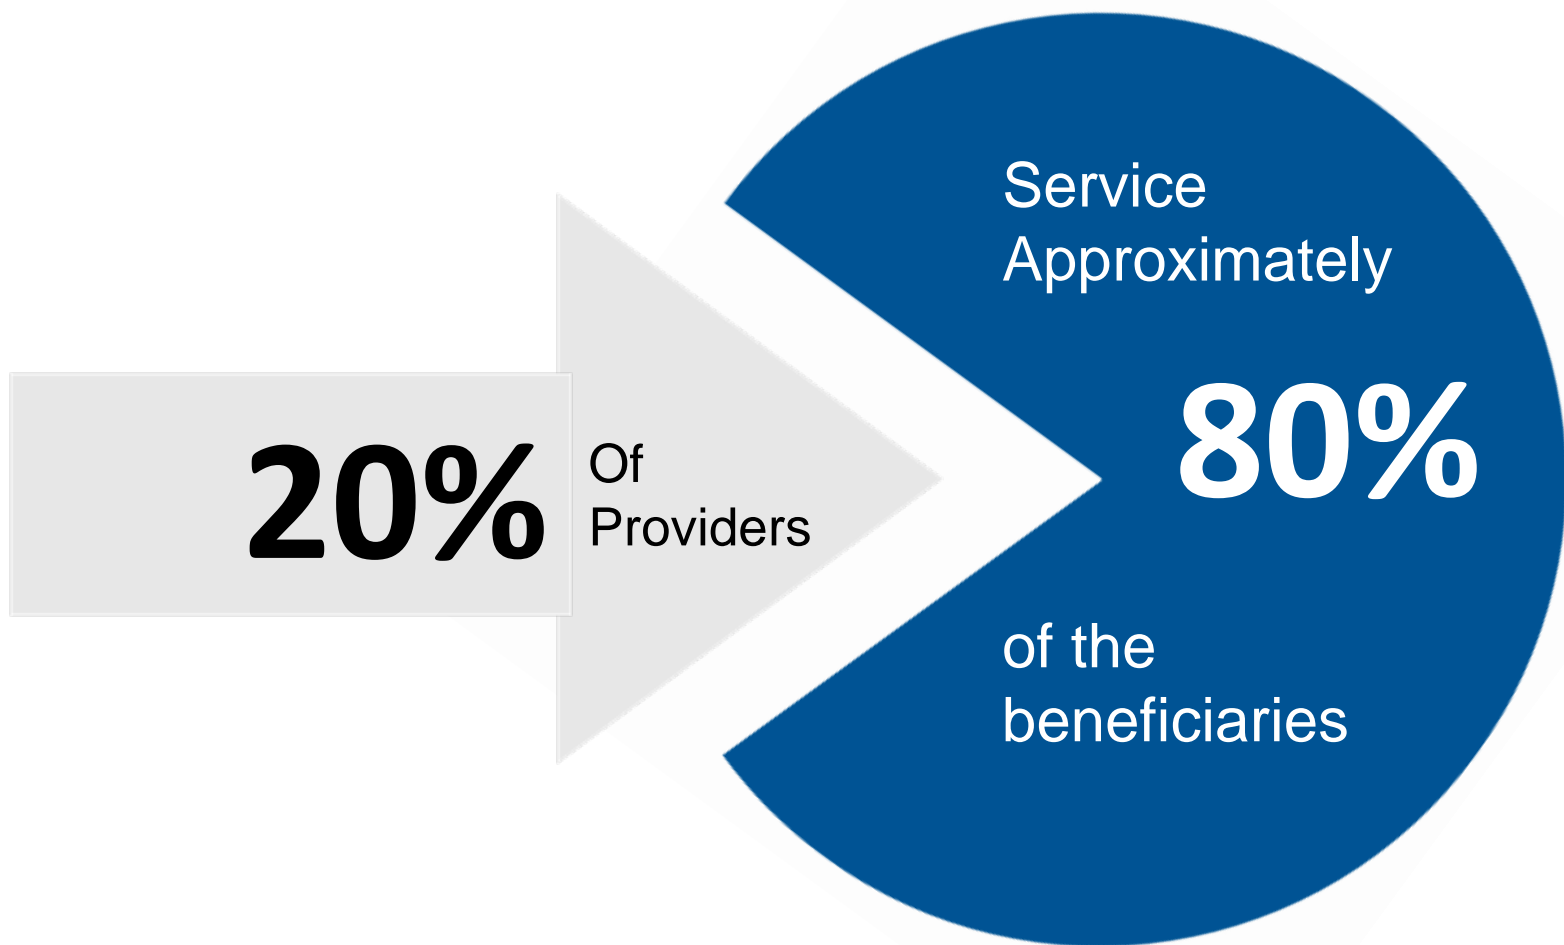 20%
Of
Providers
Service
Approximately
80%
of the
beneficiaries